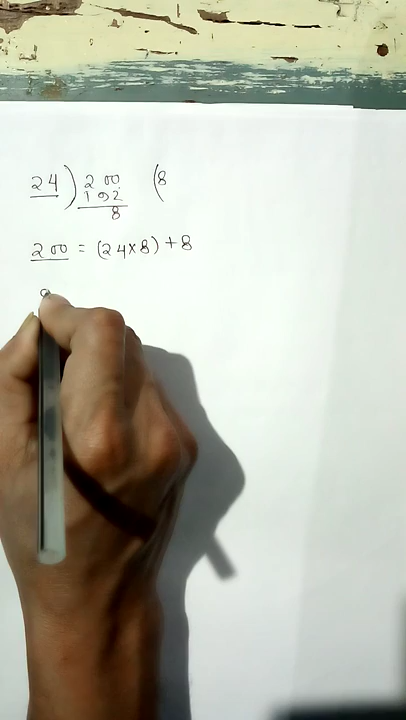 24 ) 200 ( 8
192
8
200 = (24×8) + 8